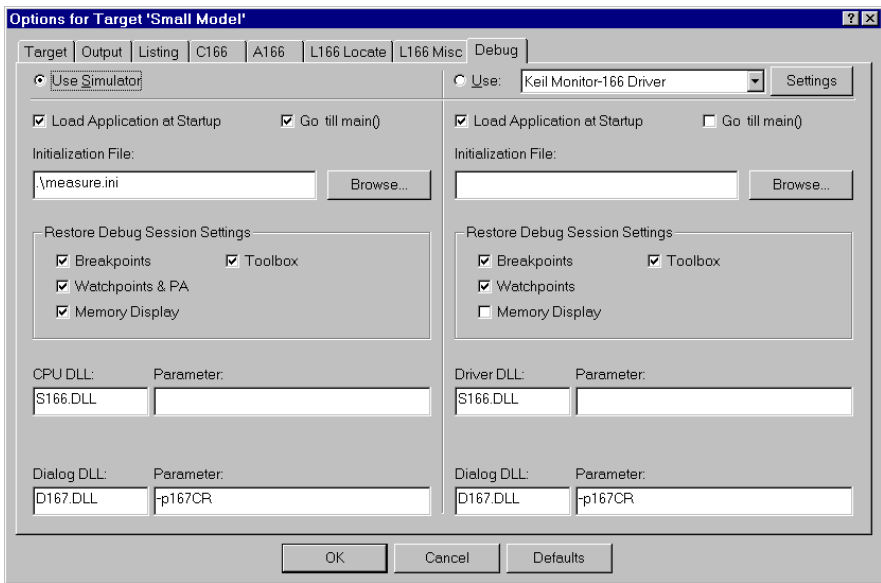 Options for Target 'Small Model'
Target Output Listing C166 A166 L166 Locate L166 Misc Debug
Use Simulator
Use: Keil Monitor-166 Driver Settings
Load Application at Startup Go till main()
Load Application at Startup Go till main()
Initialization File:
Initialization File:
.\measure.ini Browse...
Browse...
Restore Debug Session Settings
Breakpoints Toolbox
Watchpoints & PA
Memory Display
Restore Debug Session Settings
Breakpoints Toolbox
Watchpoints
Memory Display
CPU DLL: Parameter:
S166.DLL
Driver DLL: Parameter:
S166.DLL
Dialog DLL: Parameter:
D167.DLL -p167CR
Dialog DLL: Parameter:
D167.DLL -p167CR
OK Cancel Defaults